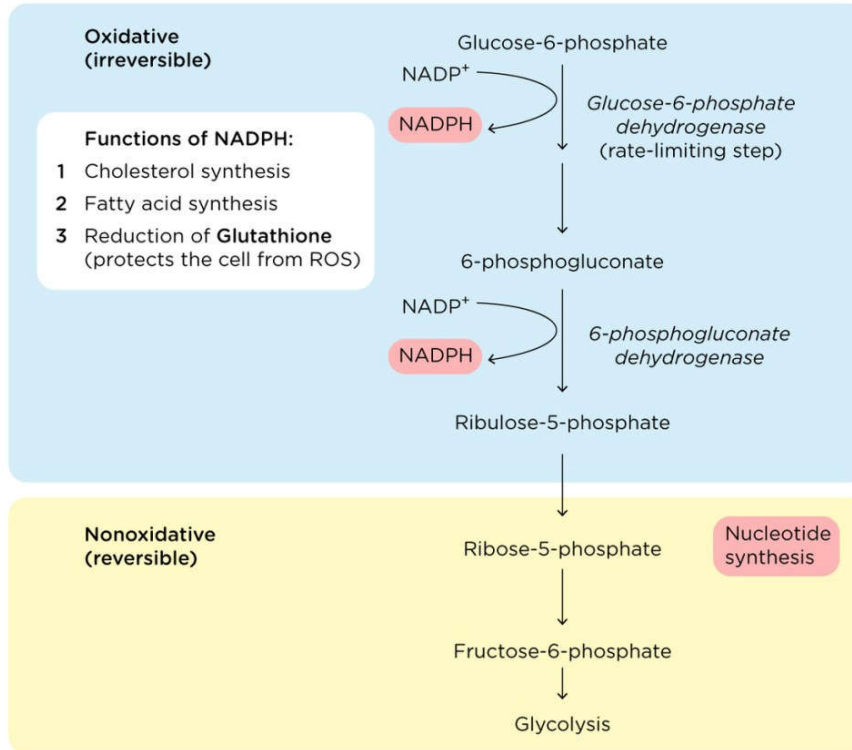 Oxidative
(irreversible)
Glucose-6-phosphate
NADP⁺
NADPH
Glucose-6-phosphate
dehydrogenase
(rate-limiting step)
Functions of NADPH:
1 Cholesterol synthesis
2 Fatty acid synthesis
3 Reduction of Glutathione
(protects the cell from ROS)
6-phosphogluconate
NADP⁺
NADPH
6-phosphogluconate
dehydrogenase
Ribulose-5-phosphate
Nonoxidative
(reversible)
Ribose-5-phosphate
Nucleotide
synthesis
Fructose-6-phosphate
Glycolysis